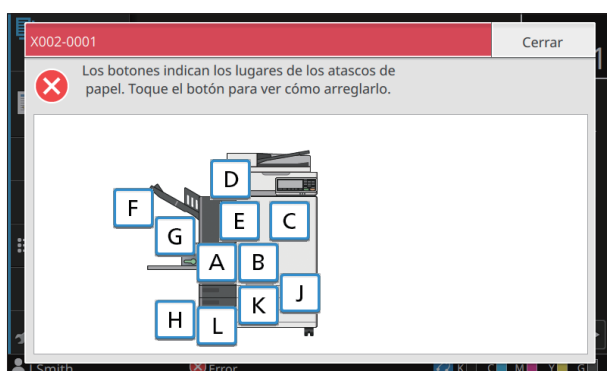 X002-0001
Cerrar
Los botones indican los lugares de los atascos de
papel. Toque el botón para ver cómo arreglarlo.
D
F
E
C
G
A
B
J
K
H
L
Smith
Error
K
C
M
Y
G